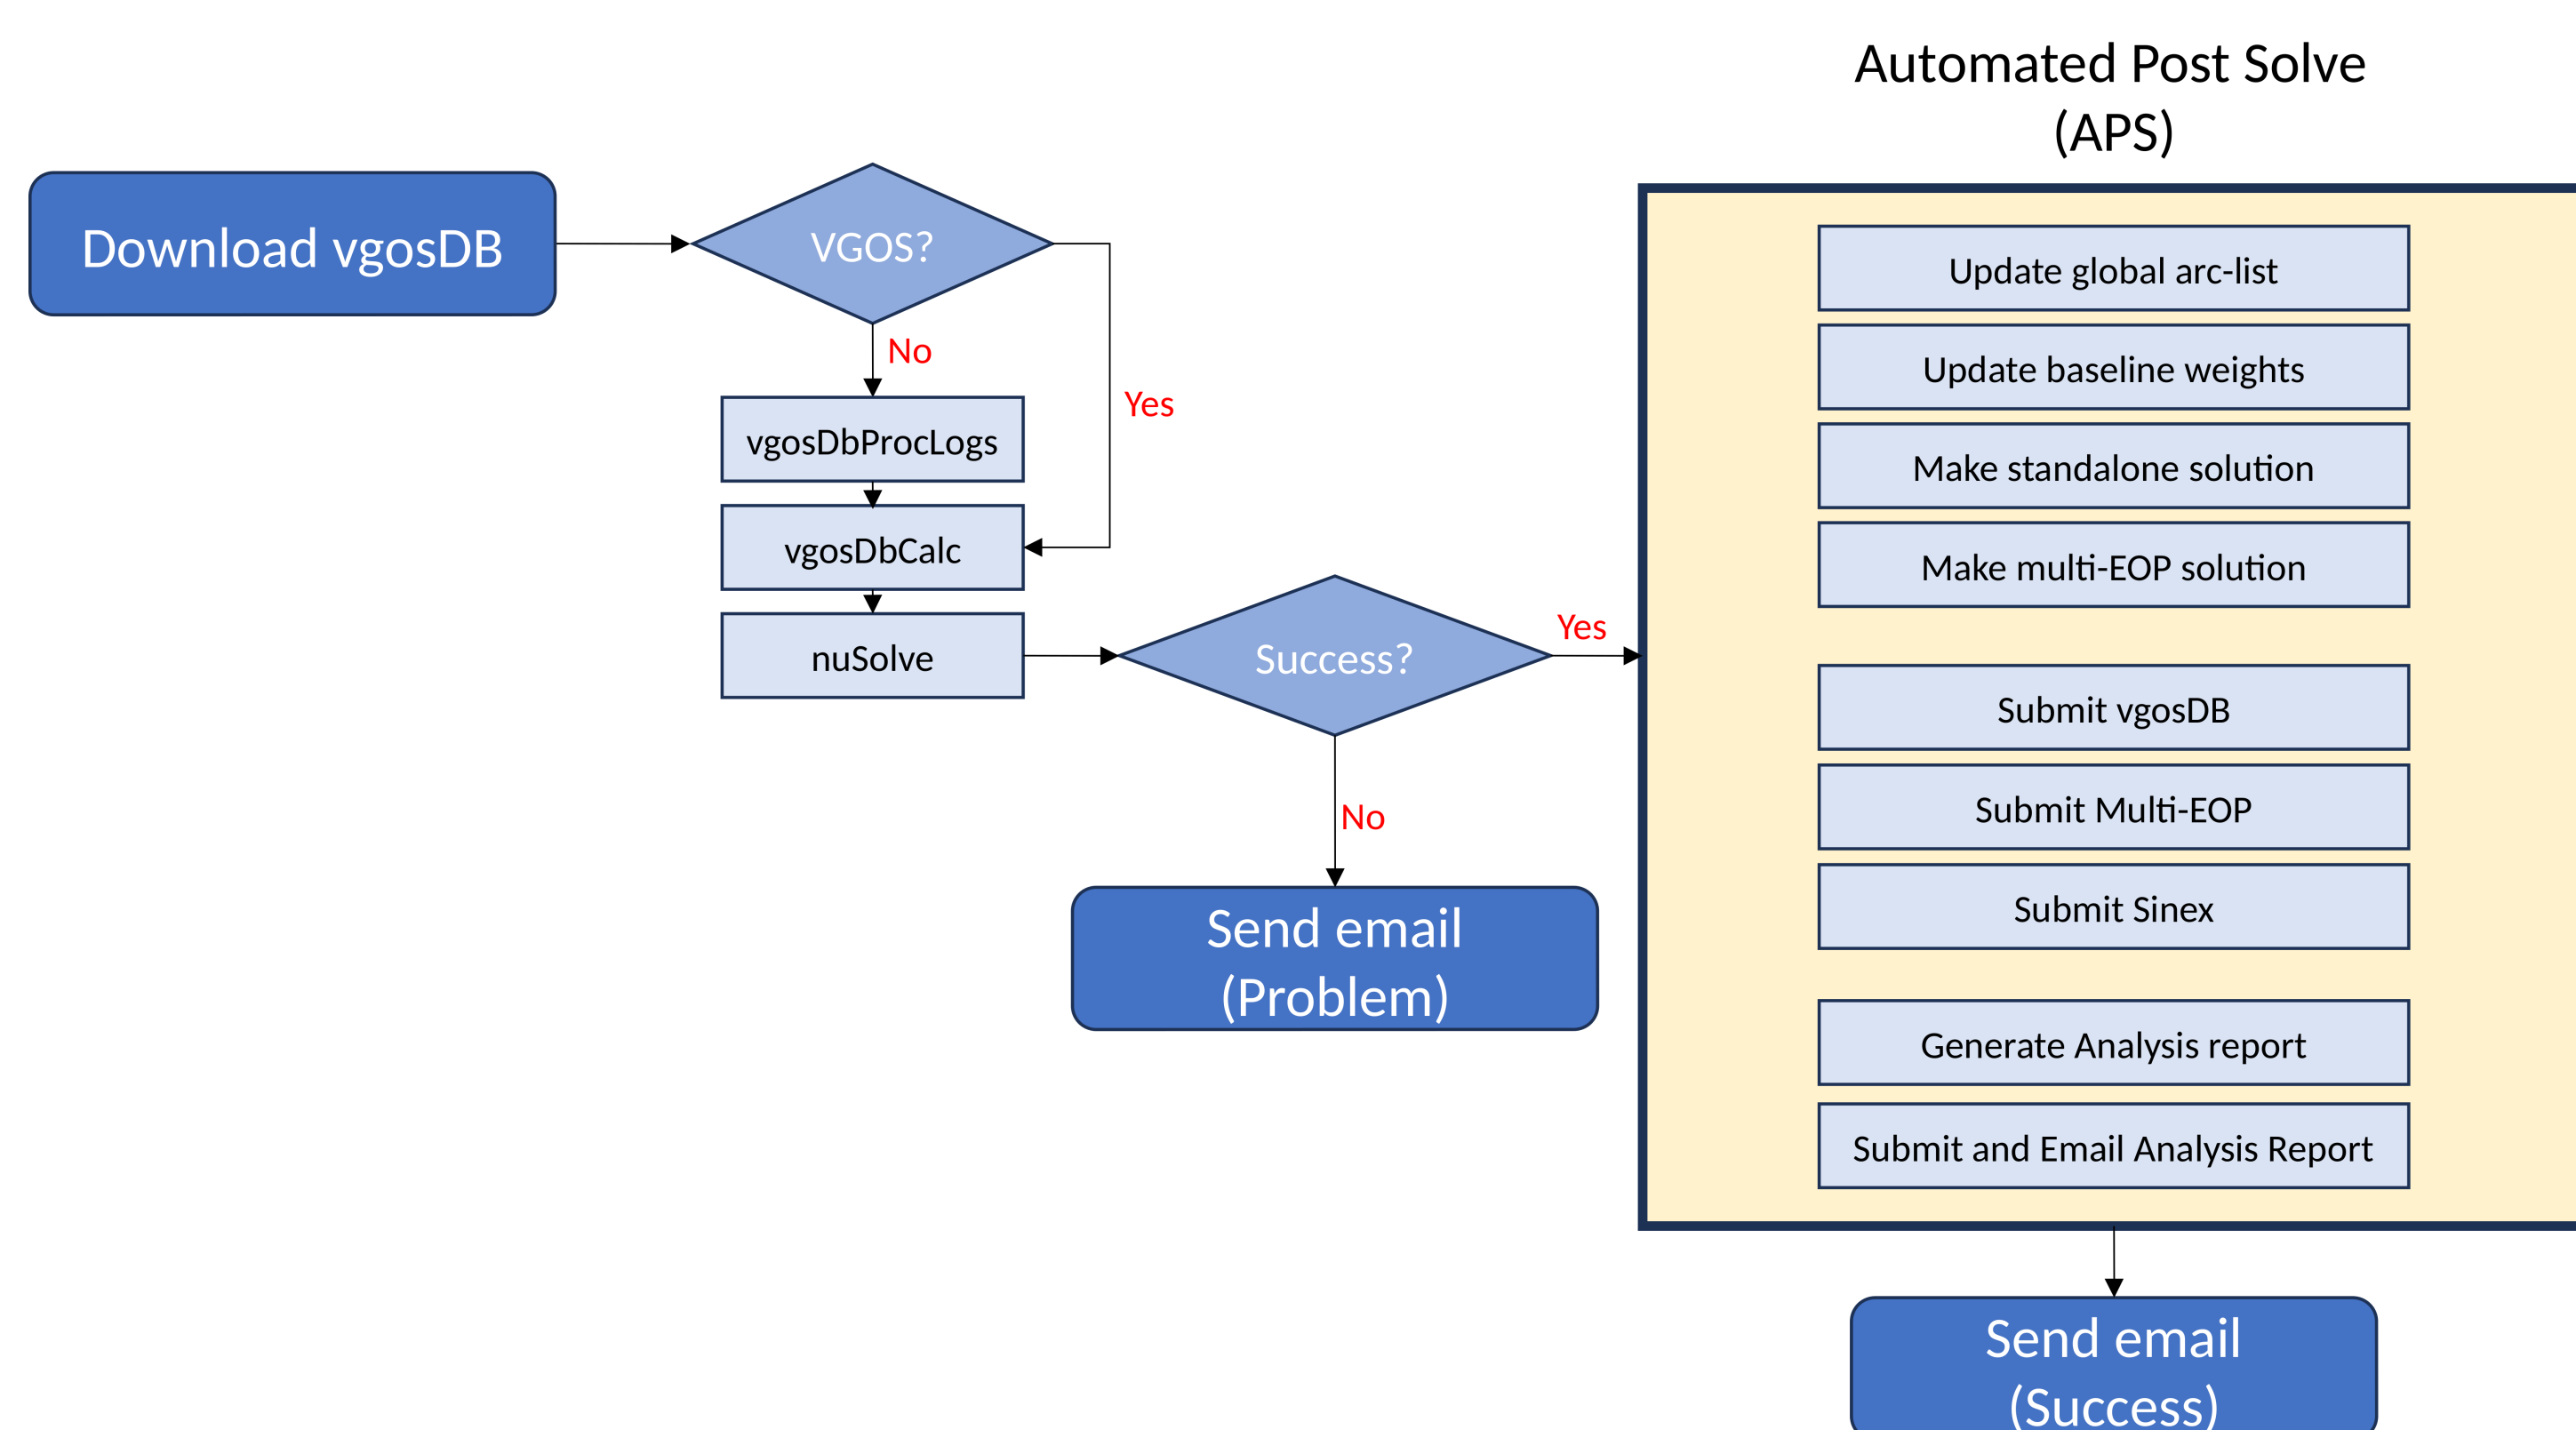 Automated Post Solve
(APS)
Download vgosDB
VGOS?
No
Yes
vgosDbProcLogs
vgosDbCalc
nuSolve
Success?
Yes
No
Send email
(Problem)
Update global arc-list
Update baseline weights
Make standalone solution
Make multi-EOP solution
Submit vgosDB
Submit Multi-EOP
Submit Sinex
Generate Analysis report
Submit and Email Analysis Report
Send email
(Success)